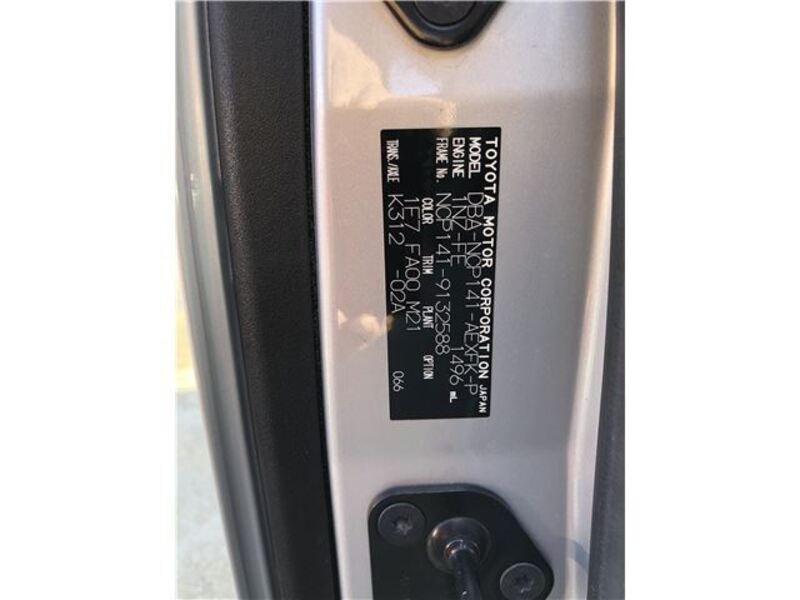 TOYOTA MOTOR CORPORATION JAPAN
MODEL DBA-NCP141-AEXFK-P
ENGINE 1NZ-FE 1496 mL
FRAME No. NCP141-9132588
COLOR TRIM PLANT OPTION
1E7 FA00 M21
TRANS./AXLE K312 -02A 066